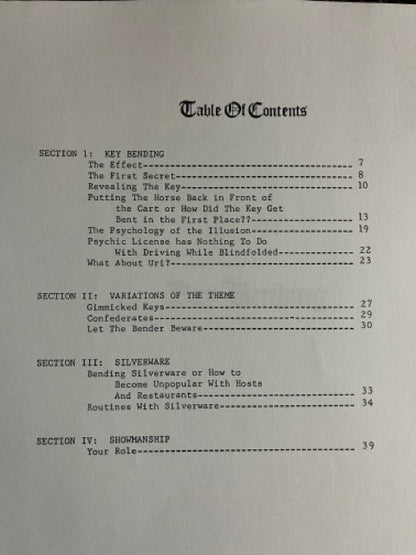 Table Of Contents
SECTION 1: KEY BENDING
The Effect---------------------------------------- 7
The First Secret---------------------------------- 8
Revealing The Key--------------------------------- 10
Putting The Horse Back in Front of
the Cart or How Did The Key Get
Bent in the First Place??-------------------- 13
The Psychology of the Illusion-------------------- 19
Psychic License has Nothing To Do
With Driving While Blindfolded--------------- 22
What About Uri?----------------------------------- 23
SECTION II: VARIATIONS OF THE THEME
Gimmicked Keys------------------------------------ 27
Confederates-------------------------------------- 29
Let The Bender Beware----------------------------- 30
SECTION III: SILVERWARE
Bending Silverware or How to
Become Unpopular With Hosts
And Restaurants------------------------------ 33
Routines With Silverware-------------------------- 34
SECTION IV: SHOWMANSHIP
Your Role----------------------------------------- 39